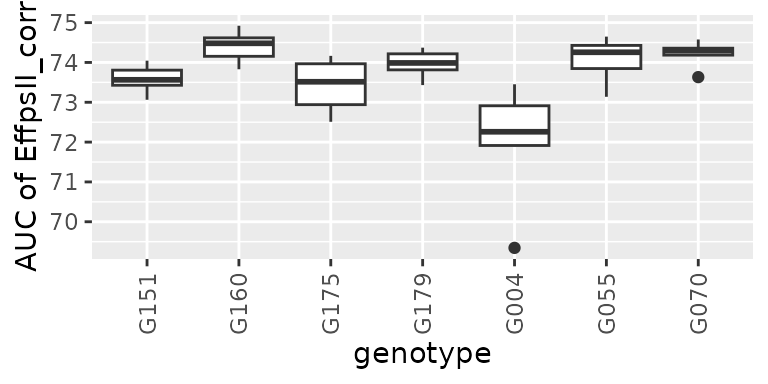 AUC of EffpsII_corr
75
74
73
72
71
70
G151
G160
G175
G179
G004
G055
G070
genotype